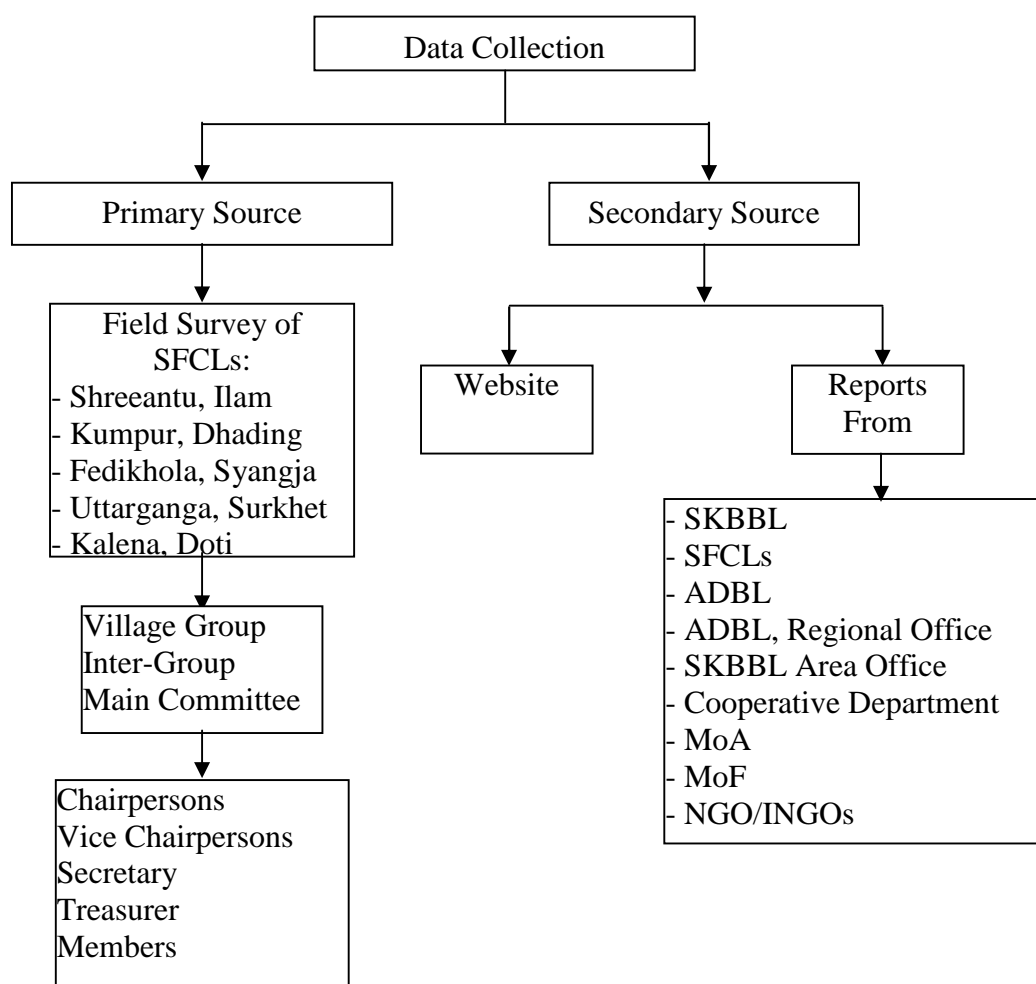 Data Collection
Primary Source
Secondary Source
Field Survey of
SFCLs:
- Shreeantu, Ilam
- Kumpur, Dhading
- Fedikhola, Syangja
- Uttarganga, Surkhet
- Kalena, Doti
Website
Reports
From
Village Group
Inter-Group
Main Committee
- SKBBL
- SFCLs
- ADBL
- ADBL, Regional Office
- SKBBL Area Office
- Cooperative Department
- MoA
- MoF
- NGO/INGOs
Chairpersons
Vice Chairpersons
Secretary
Treasurer
Members